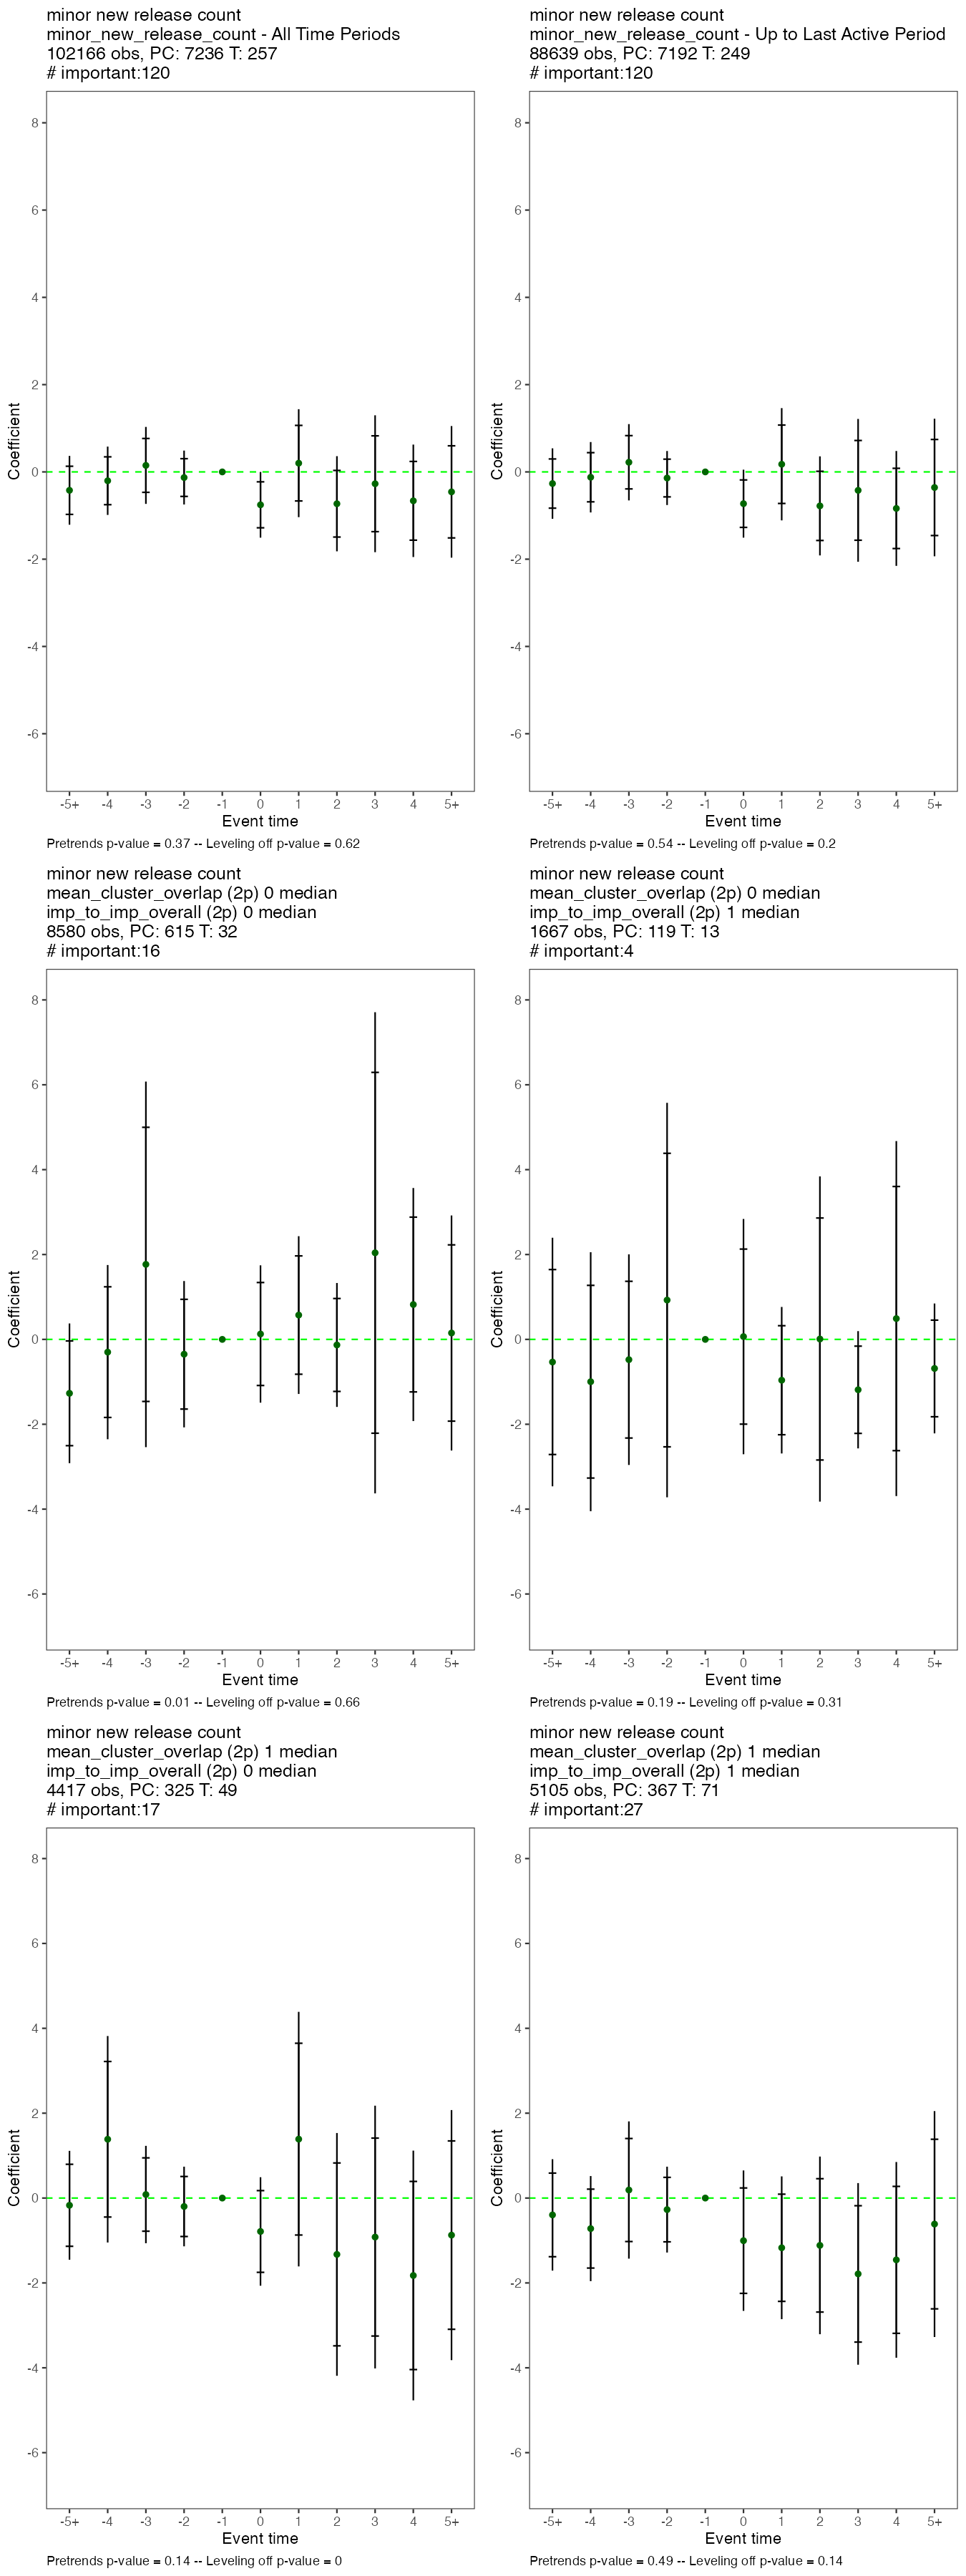 minor new release count
minor_new_release_count - All Time Periods
102166 obs, PC: 7236 T: 257
# important:120
8
6
4
2
0
-2
-4
-6
Coefficient
-5+ -4 -3 -2 -1 0 1 2 3 4 5+
Event time
Pretrends p-value = 0.37 -- Leveling off p-value = 0.62
minor new release count
minor_new_release_count - Up to Last Active Period
88639 obs, PC: 7192 T: 249
# important:120
8
6
4
2
0
-2
-4
-6
Coefficient
-5+ -4 -3 -2 -1 0 1 2 3 4 5+
Event time
Pretrends p-value = 0.54 -- Leveling off p-value = 0.2
minor new release count
mean_cluster_overlap (2p) 0 median
imp_to_imp_overall (2p) 0 median
8580 obs, PC: 615 T: 32
# important:16
8
6
4
2
0
-2
-4
-6
Coefficient
-5+ -4 -3 -2 -1 0 1 2 3 4 5+
Event time
Pretrends p-value = 0.01 -- Leveling off p-value = 0.66
minor new release count
mean_cluster_overlap (2p) 0 median
imp_to_imp_overall (2p) 1 median
1667 obs, PC: 119 T: 13
# important:4
8
6
4
2
0
-2
-4
-6
Coefficient
-5+ -4 -3 -2 -1 0 1 2 3 4 5+
Event time
Pretrends p-value = 0.19 -- Leveling off p-value = 0.31
minor new release count
mean_cluster_overlap (2p) 1 median
imp_to_imp_overall (2p) 0 median
4417 obs, PC: 325 T: 49
# important:17
8
6
4
2
0
-2
-4
-6
Coefficient
-5+ -4 -3 -2 -1 0 1 2 3 4 5+
Event time
Pretrends p-value = 0.14 -- Leveling off p-value = 0
minor new release count
mean_cluster_overlap (2p) 1 median
imp_to_imp_overall (2p) 1 median
5105 obs, PC: 367 T: 71
# important:27
8
6
4
2
0
-2
-4
-6
Coefficient
-5+ -4 -3 -2 -1 0 1 2 3 4 5+
Event time
Pretrends p-value = 0.49 -- Leveling off p-value = 0.14